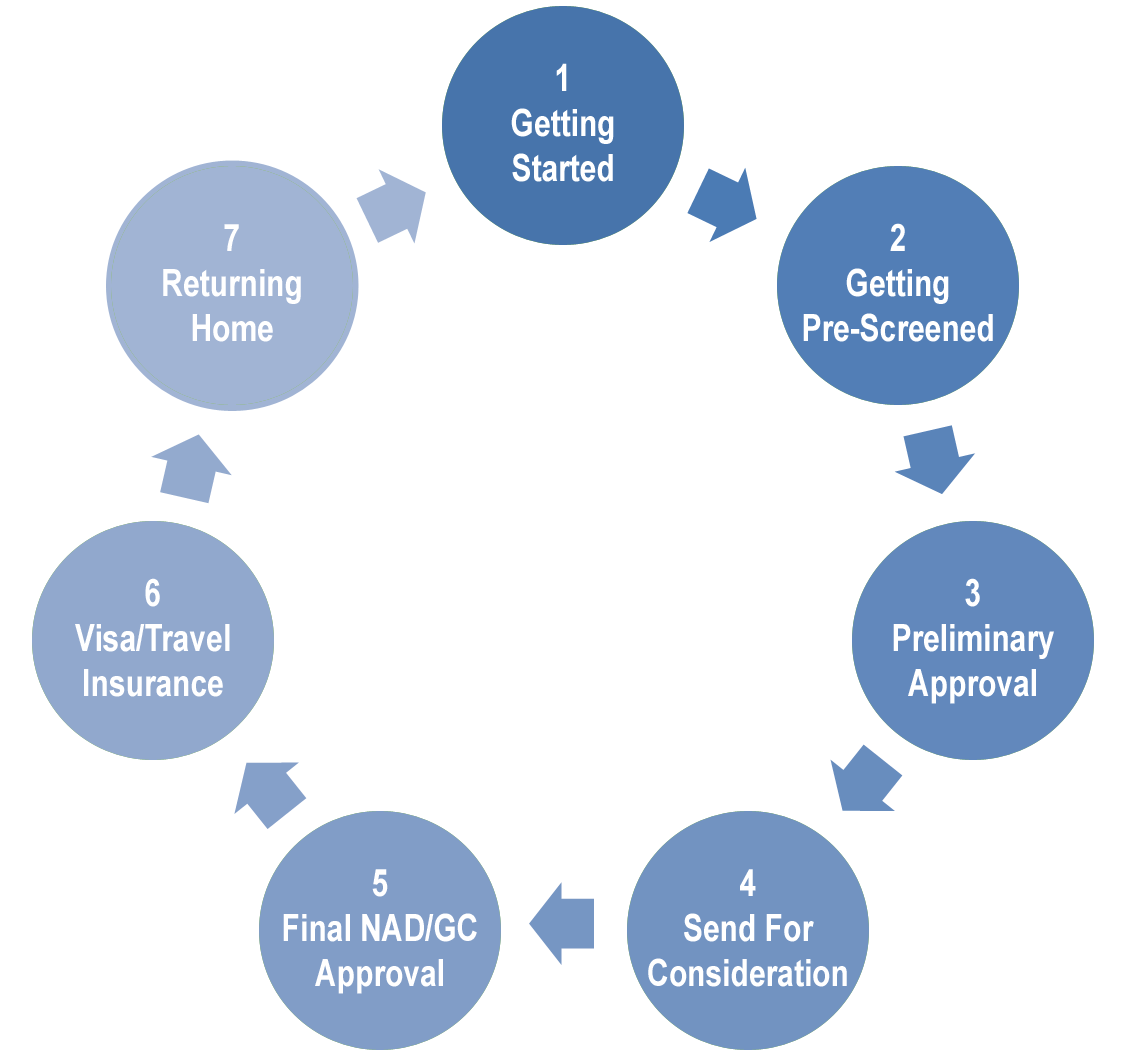 1
Getting
Started
2
Getting
Pre-Screened
3
Preliminary
Approval
4
Send For
Consideration
5
Final NAD/GC
Approval
6
Visa/Travel
Insurance
7
Returning
Home